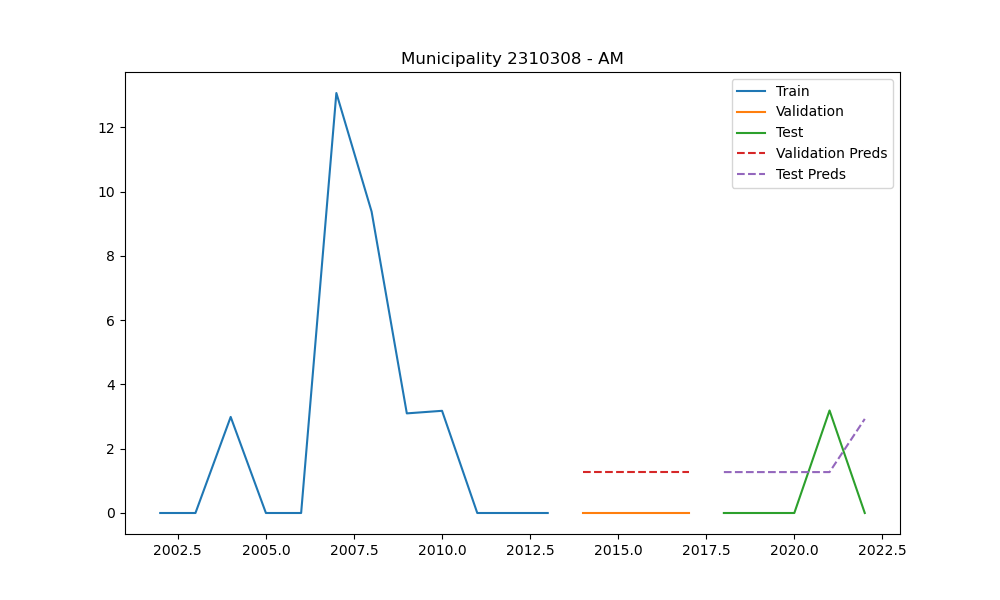 Municipality 2310308 - AM
Train
Validation
Test
Validation Preds
Test Preds
12
10
8
6
4
2
0
2002.5 2005.0 2007.5 2010.0 2012.5 2015.0 2017.5 2020.0 2022.5